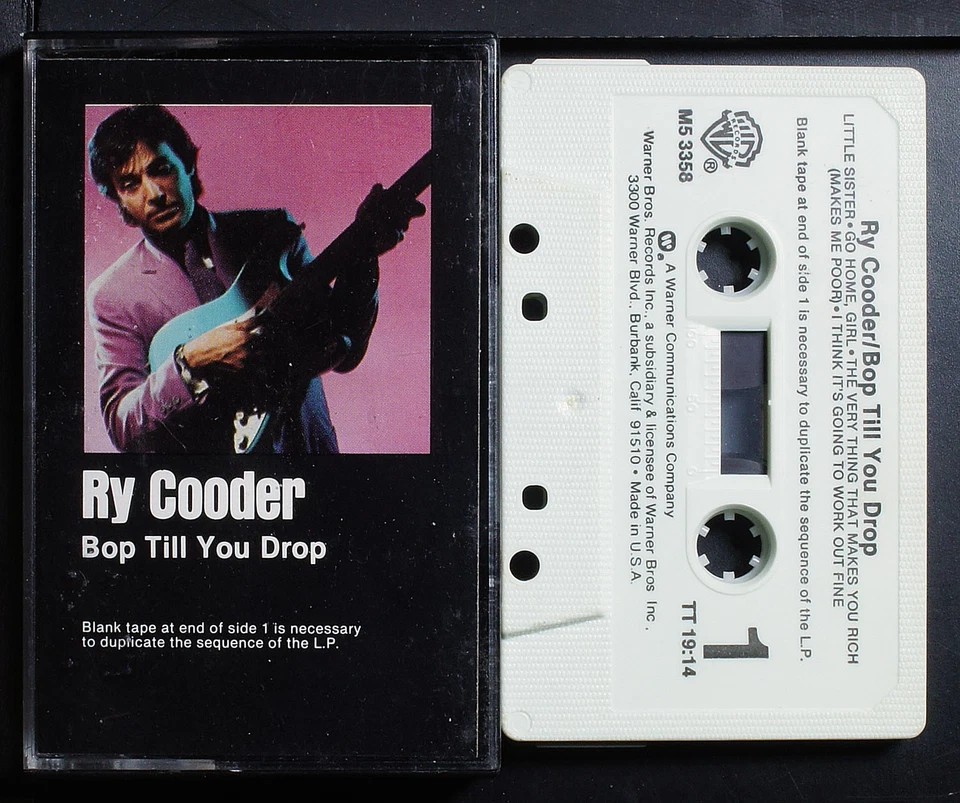 Ry Cooder
Bop Till You Drop
Blank tape at end of side 1 is necessary
to duplicate the sequence of the L.P.
Ry Cooder/Bop Till You Drop
LITTLE SISTER • GO HOME, GIRL • THE VERY THING THAT MAKES YOU RICH
(MAKES ME POOR) • I THINK IT'S GOING TO WORK OUT FINE
Blank tape at end of side 1 is necessary to duplicate the sequence of the L.P.
WB
RECORDS
®
M5 3358
1
TT 19:14
A Warner Communications Company
Warner Bros. Records Inc., a subsidiary & licensee of Warner Bros Inc.,
3300 Warner Blvd., Burbank, Calif 91510 • Made in U.S.A.